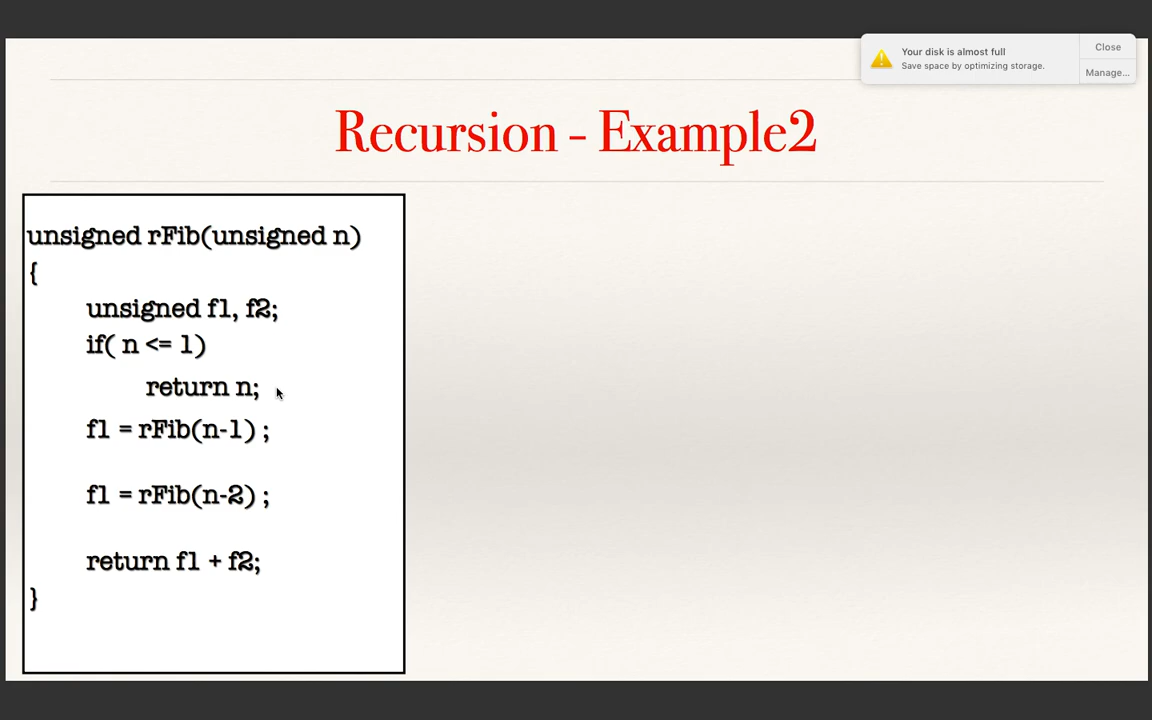 Your disk is almost full
Save space by optimizing storage.
Close
Manage...
Recursion - Example2
unsigned rFib(unsigned n)
{
unsigned f1, f2;
if( n <= 1)
return n;
f1 = rFib(n-1) ;
f1 = rFib(n-2) ;
return f1 + f2;
}